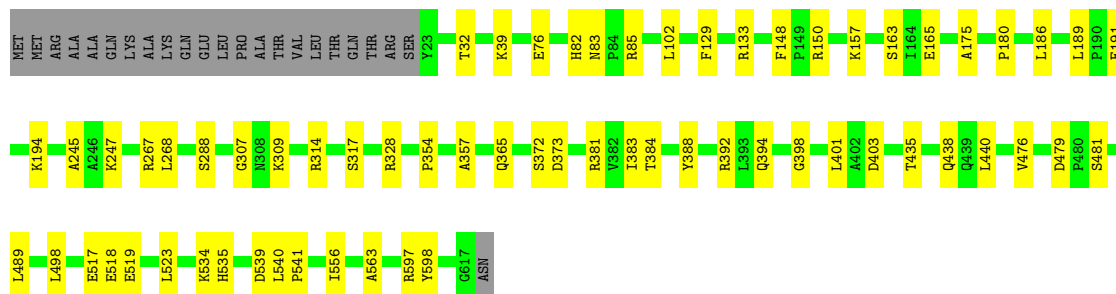 MET MET ARG ALA ALA GLN LYS ALA LYS GLN GLU LEU PRO ALA THR VAL LEU THR GLN THR ARG SER Y23 T32 K39 E76 H82 N83 P84 R85 L102 F129 R133 F148 P149 R150 K157 S163 I164 E165 A175 P180 L186 L189 P190 E191
K194 A245 A246 K247 R267 L268 S288 G307 N308 K309 R314 S317 R328 P354 A357 Q365 S372 D373 R381 V382 I383 T384 Y388 R392 L393 Q394 G398 L401 A402 D403 T435 Q438 Q439 L440 V476 D479 P480 S481
L489 L498 E517 E518 E519 L523 K534 H535 D539 L540 P541 I556 A563 R597 Y598 G617 ASN